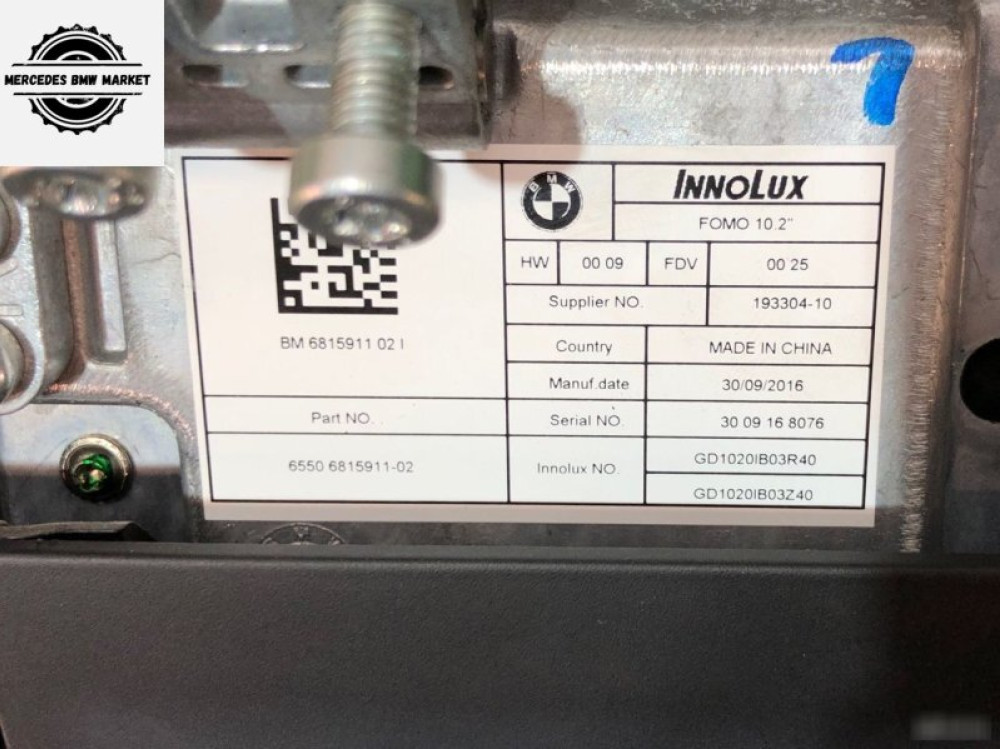 MERCEDES BMW MARKET
7
BMW
INNOLUX
FOMO 10.2"
HW 00 09 FDV 00 25
Supplier NO. 193304-10
BM 6815911 02 I
Country MADE IN CHINA
Manuf.date 30/09/2016
Part NO.
Serial NO. 30 09 16 8076
6550 6815911-02
Innolux NO.
GD1020IB03R40
GD1020IB03Z40